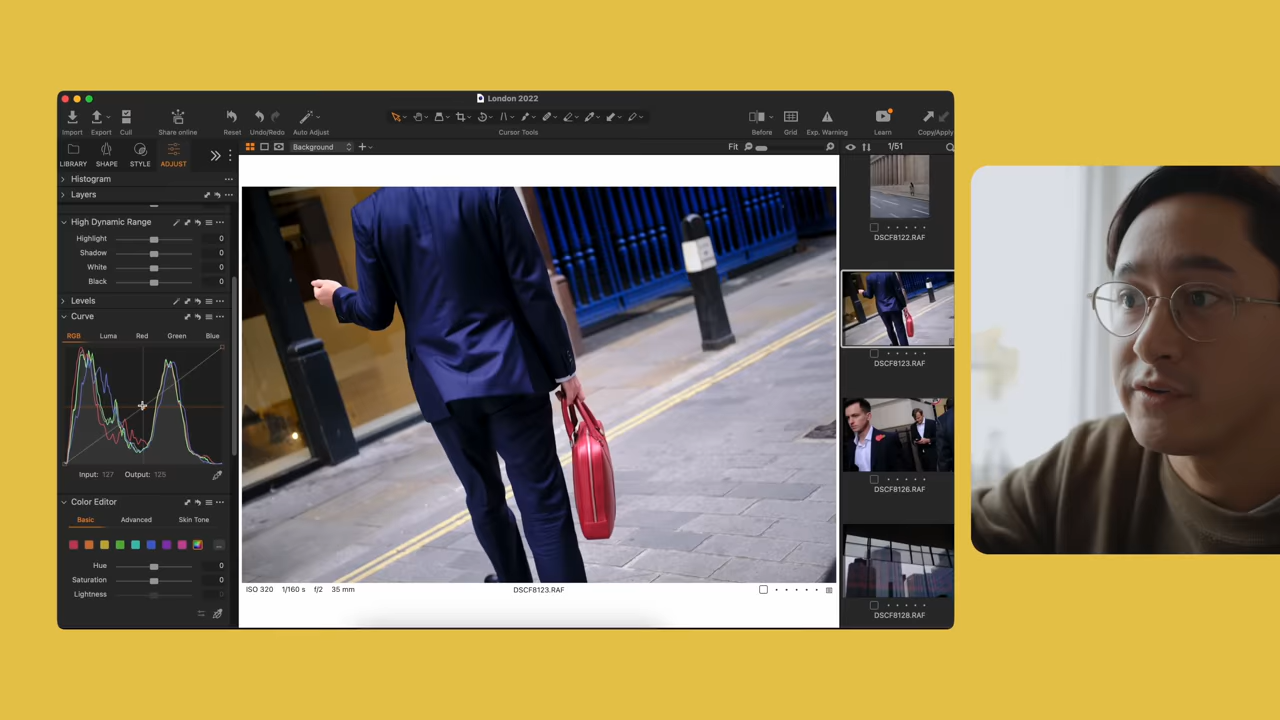 London 2022
Import Export Cull Share online Reset Undo/Redo Auto Adjust Cursor Tools Before Grid Exp. Warning Learn Copy/Apply
LIBRARY SHAPE STYLE ADJUST
Background
Fit
1/51
Histogram
Layers
High Dynamic Range
Highlight 0
Shadow 0
White 0
Black 0
Levels
Curve
RGB Luma Red Green Blue
Input: 127 Output: 125
Color Editor
Basic Advanced Skin Tone
Hue 0
Saturation 0
Lightness 0
ISO 320 1/160 s f/2 35 mm
DSCF8123.RAF
DSCF8122.RAF
DSCF8123.RAF
DSCF8126.RAF
DSCF8128.RAF